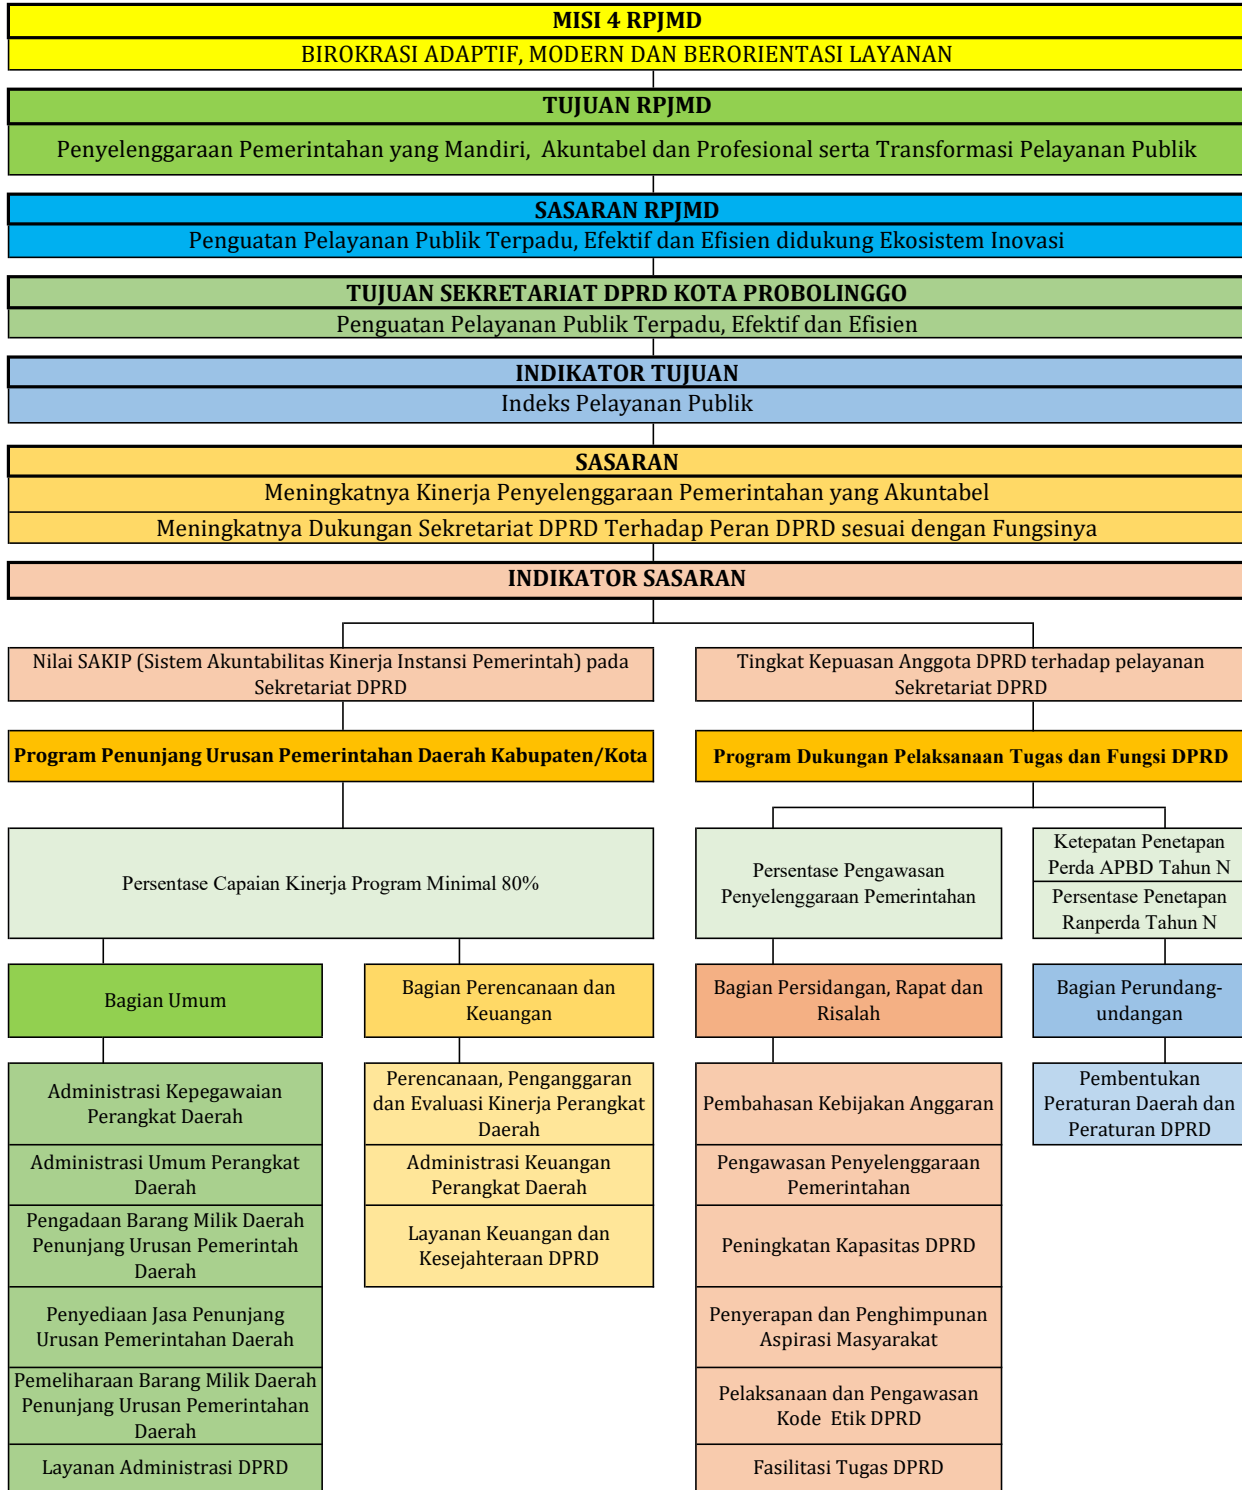 MISI 4 RPJMD
BIROKRASI ADAPTIF, MODERN DAN BERORIENTASI LAYANAN
TUJUAN RPJMD
Penyelenggaraan Pemerintahan yang Mandiri, Akuntabel dan Profesional serta Transformasi Pelayanan Publik
SASARAN RPJMD
Penguatan Pelayanan Publik Terpadu, Efektif dan Efisien didukung Ekosistem Inovasi
TUJUAN SEKRETARIAT DPRD KOTA PROBOLINGGO
Penguatan Pelayanan Publik Terpadu, Efektif dan Efisien
INDIKATOR TUJUAN
Indeks Pelayanan Publik
SASARAN
Meningkatnya Kinerja Penyelenggaraan Pemerintahan yang Akuntabel
Meningkatnya Dukungan Sekretariat DPRD Terhadap Peran DPRD sesuai dengan Fungsinya
INDIKATOR SASARAN
Nilai SAKIP (Sistem Akuntabilitas Kinerja Instansi Pemerintah) pada
Sekretariat DPRD
Tingkat Kepuasan Anggota DPRD terhadap pelayanan
Sekretariat DPRD
Program Penunjang Urusan Pemerintahan Daerah Kabupaten/Kota
Program Dukungan Pelaksanaan Tugas dan Fungsi DPRD
Persentase Capaian Kinerja Program Minimal 80%
Persentase Pengawasan
Penyelenggaraan Pemerintahan
Ketepatan Penetapan
Perda APBD Tahun N
Persentase Penetapan
Ranperda Tahun N
Bagian Umum
Bagian Perencanaan dan
Keuangan
Bagian Persidangan, Rapat dan
Risalah
Bagian Perundang-
undangan
Administrasi Kepegawaian
Perangkat Daerah
Administrasi Umum Perangkat
Daerah
Pengadaan Barang Milik Daerah
Penunjang Urusan Pemerintah
Daerah
Penyediaan Jasa Penunjang
Urusan Pemerintahan Daerah
Pemeliharaan Barang Milik Daerah
Penunjang Urusan Pemerintahan
Daerah
Layanan Administrasi DPRD
Perencanaan, Penganggaran
dan Evaluasi Kinerja Perangkat
Daerah
Administrasi Keuangan
Perangkat Daerah
Layanan Keuangan dan
Kesejahteraan DPRD
Pembahasan Kebijakan Anggaran
Pengawasan Penyelenggaraan
Pemerintahan
Peningkatan Kapasitas DPRD
Penyerapan dan Penghimpunan
Aspirasi Masyarakat
Pelaksanaan dan Pengawasan
Kode Etik DPRD
Fasilitasi Tugas DPRD
Pembentukan
Peraturan Daerah dan
Peraturan DPRD